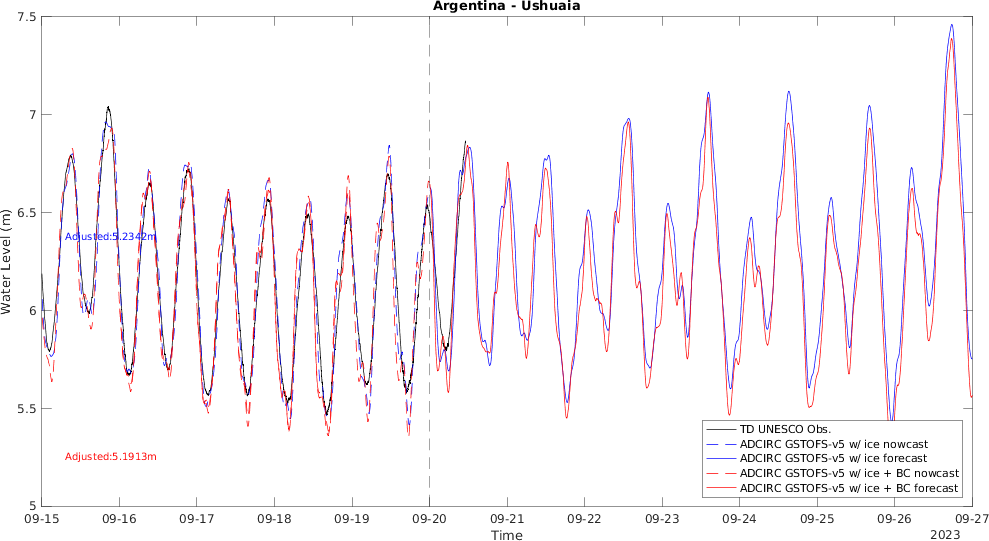 Argentina - Ushuaia
7.5
7
6.5
6
5.5
5
Water Level (m)
Adjusted:5.2342m
Adjusted:5.1913m
TD UNESCO Obs.
ADCIRC GSTOFS-v5 w/ ice nowcast
ADCIRC GSTOFS-v5 w/ ice forecast
ADCIRC GSTOFS-v5 w/ ice + BC nowcast
ADCIRC GSTOFS-v5 w/ ice + BC forecast
09-15 09-16 09-17 09-18 09-19 09-20 09-21 09-22 09-23 09-24 09-25 09-26 09-27
Time
2023